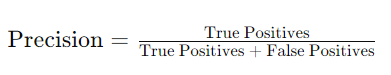 Precision = True Positives / True Positives + False Positives